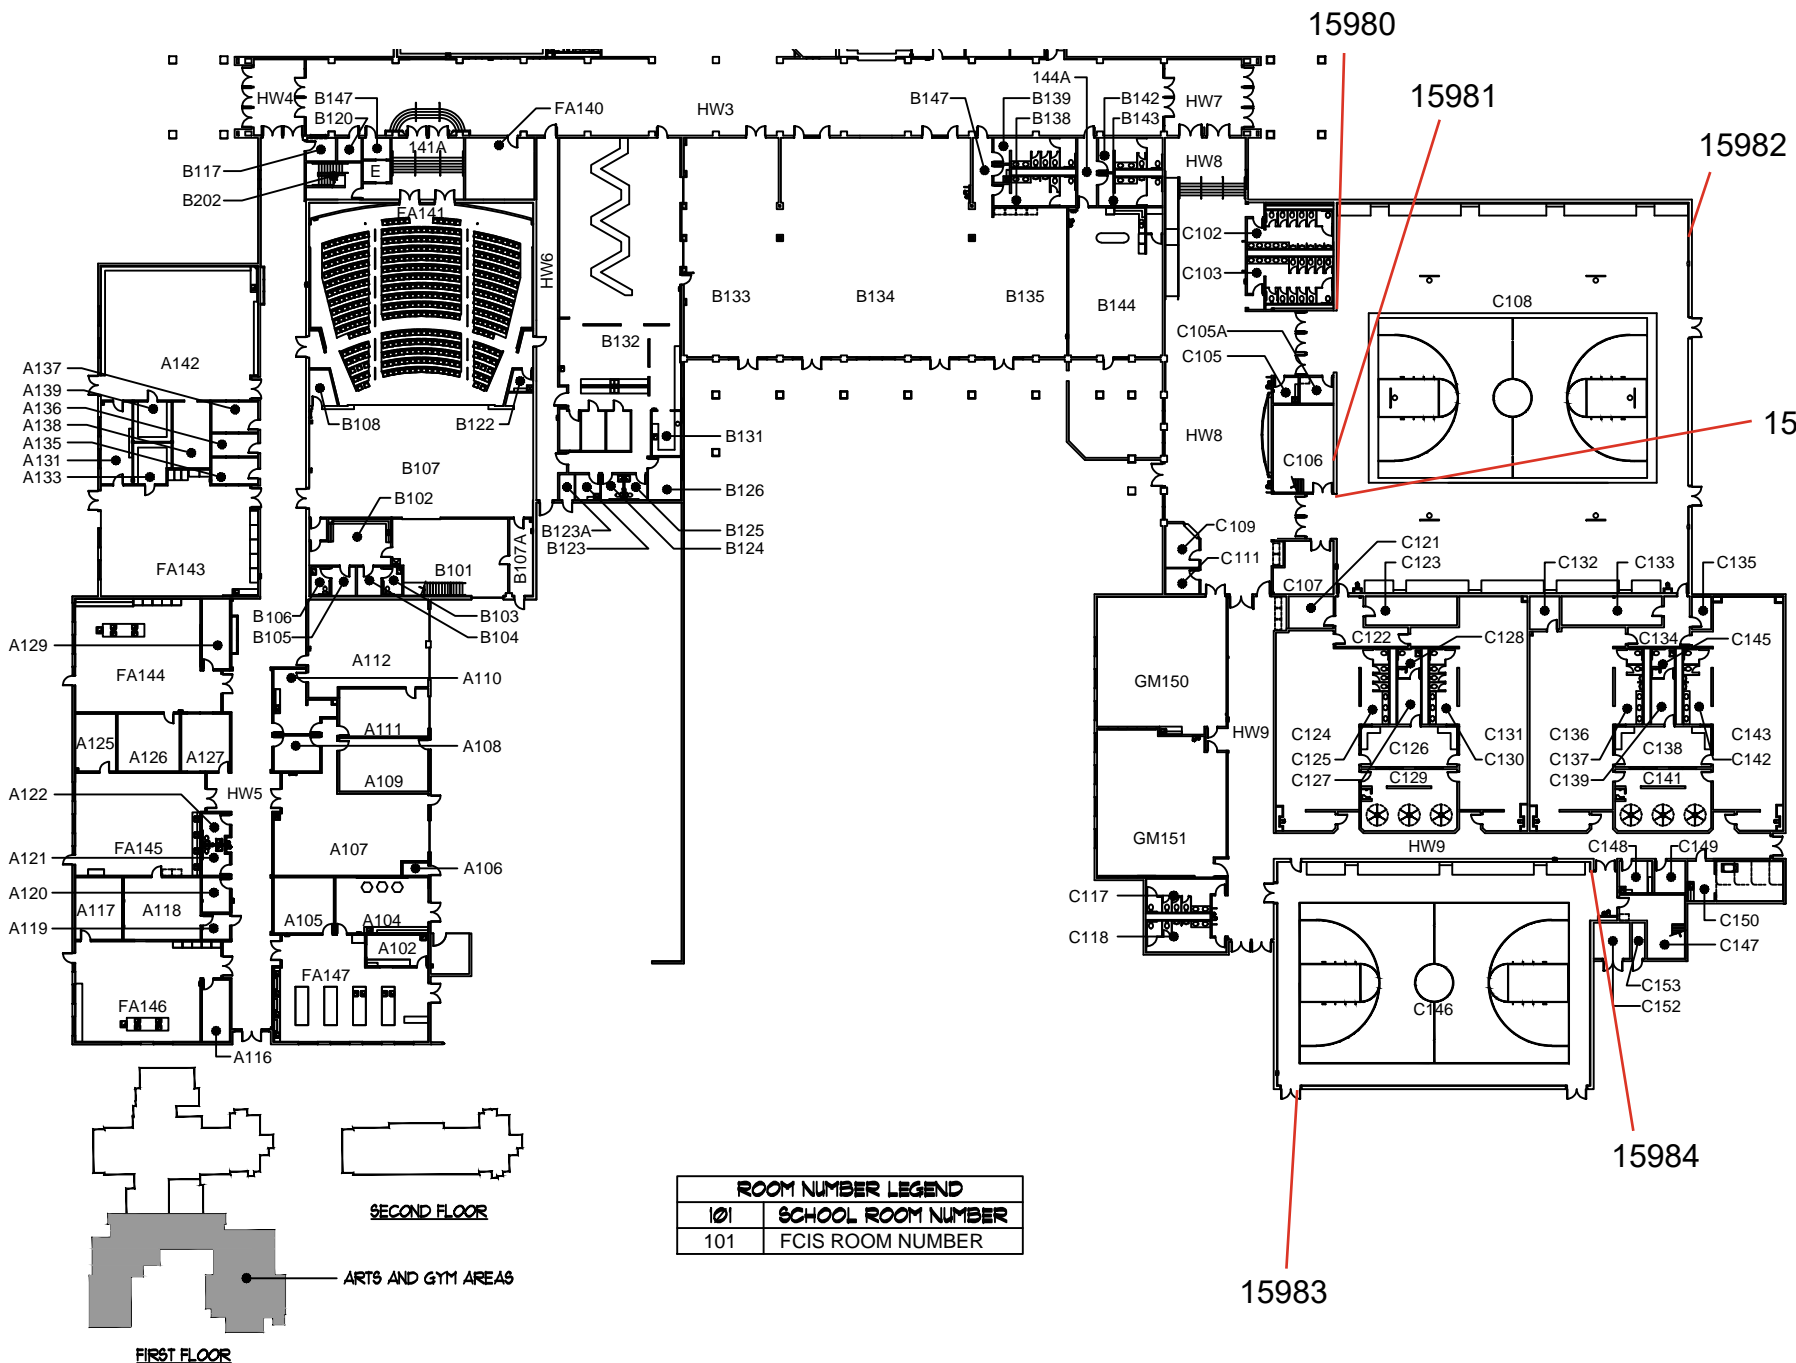 15980
15981
15982
144A
HW4
B147
B120
FA140
HW3
B147
B139
B138
B142
B143
HW7
141A
E
B117
B202
HW8
FA141
HW6
C102
C103
B133
B134
B135
B144
C108
B132
C105A
C105
A142
A137
A139
A136
A138
A135
A131
A133
B108
B122
B131
HW8
15
B107
C106
B126
B102
B123A
B123
B125
B124
C109
C111
C121
C123
C132
C133
C135
FA143
B101
B107A
C107
B106
B105
B103
B104
C122
C128
C134
C145
A129
FA144
A112
A110
GM150
A111
A108
A125
A126
A127
HW9
C124
C125
C127
C126
C129
C131
C130
C136
C137
C139
C138
C141
C143
C142
A109
A122
HW5
FA145
A107
A106
GM151
HW9
C148
C149
A121
A120
A117
A118
A119
A105
A104
A102
C117
C118
C150
C147
FA147
FA146
C153
C152
C146
A116
15984
15983
SECOND FLOOR
ARTS AND GYM AREAS
FIRST FLOOR
ROOM NUMBER LEGEND
101 SCHOOL ROOM NUMBER
101 FCIS ROOM NUMBER